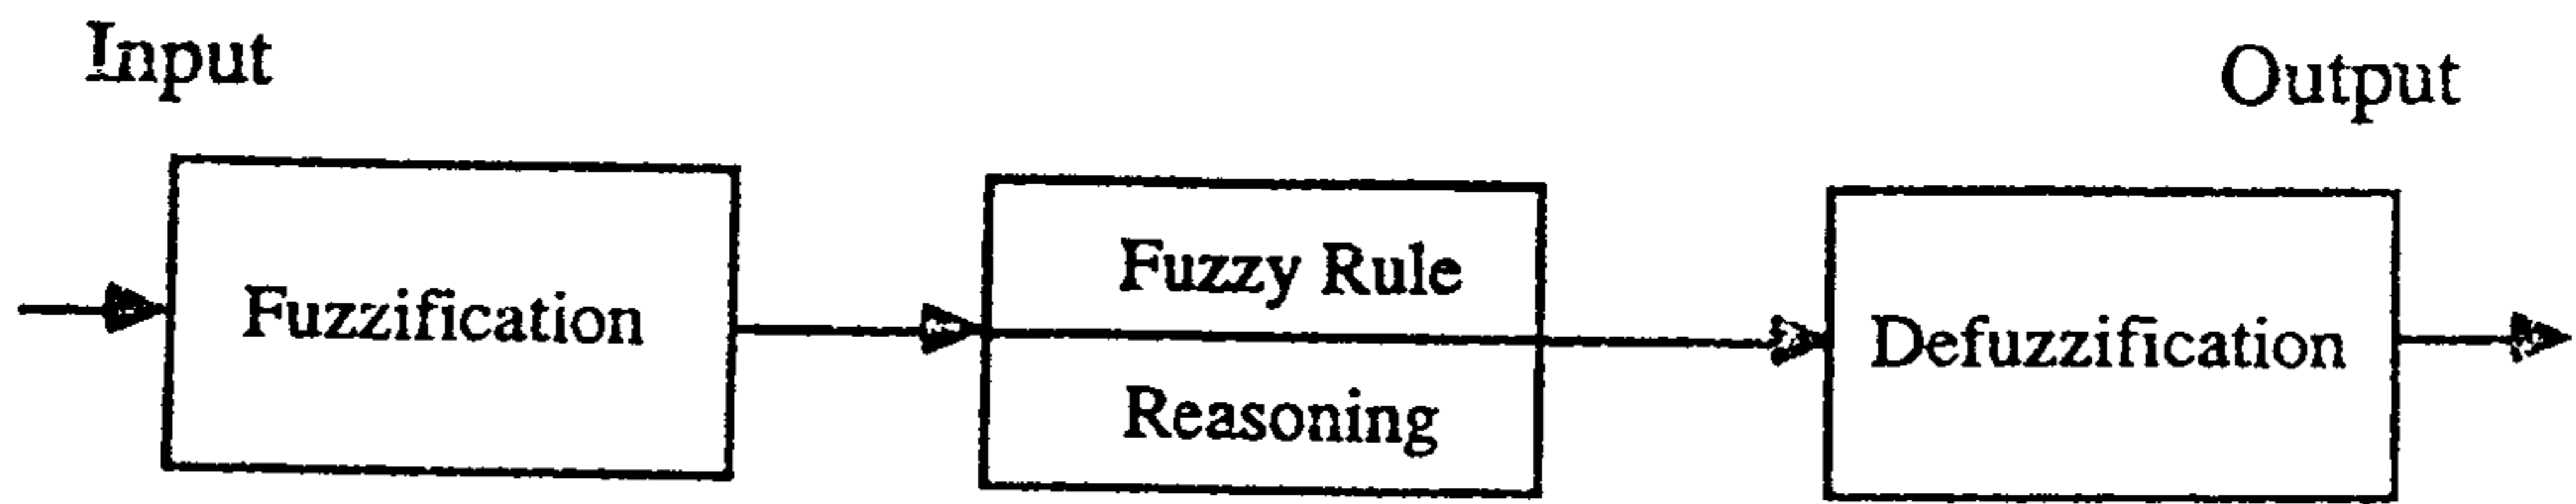 Input
Output
Fuzzification
Fuzzy Rule
Reasoning
Defuzzification